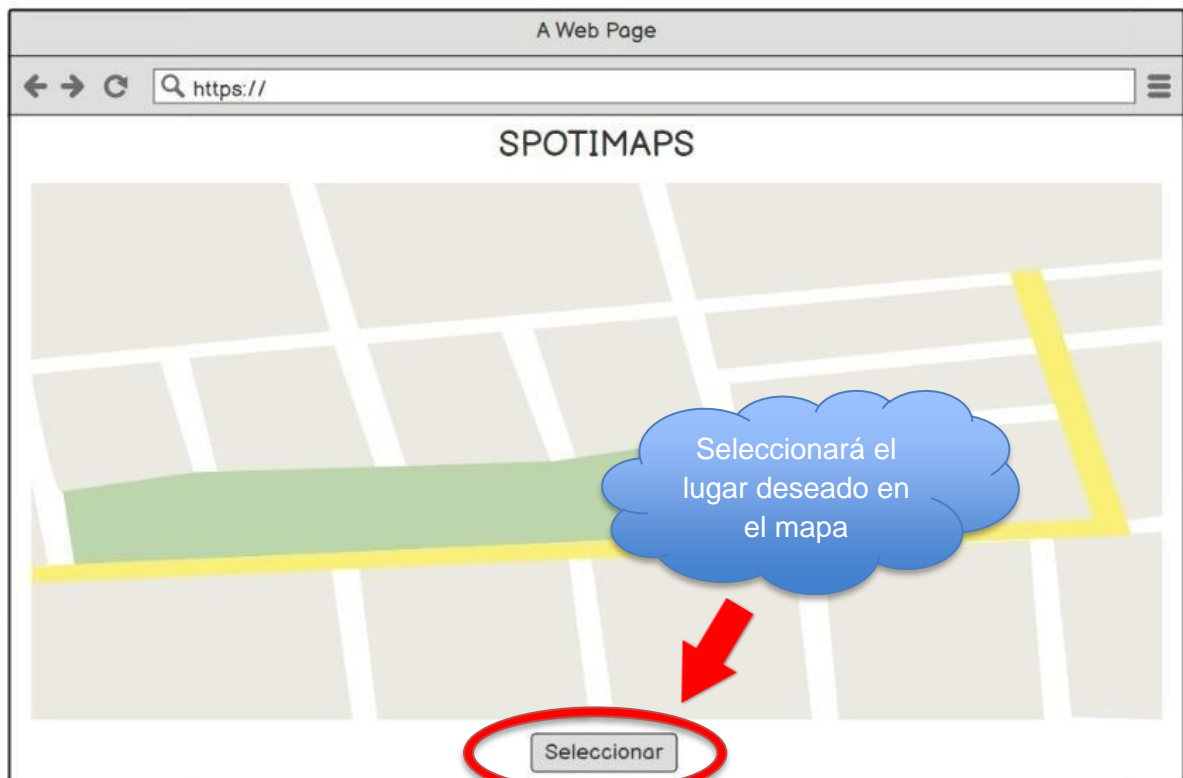 A Web Page
https://
SPOTIMAPS
Seleccionará el
lugar deseado en
el mapa
Seleccionar